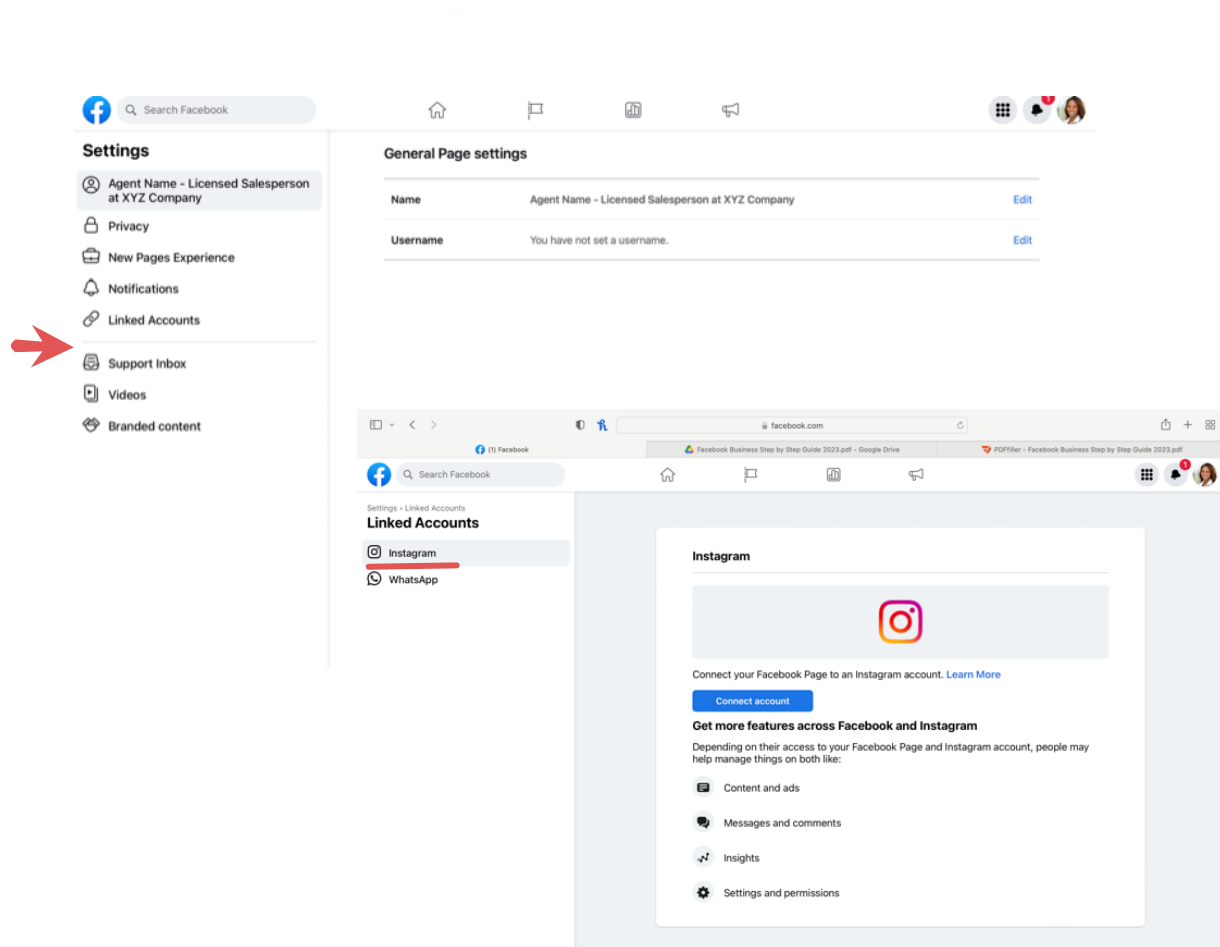 Search Facebook
1
Settings
Agent Name - Licensed Salesperson
at XYZ Company
Privacy
New Pages Experience
Notifications
Linked Accounts
Support Inbox
Videos
Branded content
General Page settings
Name Agent Name - Licensed Salesperson at XYZ Company Edit
Username You have not set a username. Edit
facebook.com
(1) Facebook
Facebook Business Step by Step Guide 2023.pdf - Google Drive
PDFfiller - Facebook Business Step by Step Guide 2023.pdf
Search Facebook
1
Settings › Linked Accounts
Linked Accounts
Instagram
WhatsApp
Instagram
Connect your Facebook Page to an Instagram account. Learn More
Connect account
Get more features across Facebook and Instagram
Depending on their access to your Facebook Page and Instagram account, people may
help manage things on both like:
Content and ads
Messages and comments
Insights
Settings and permissions